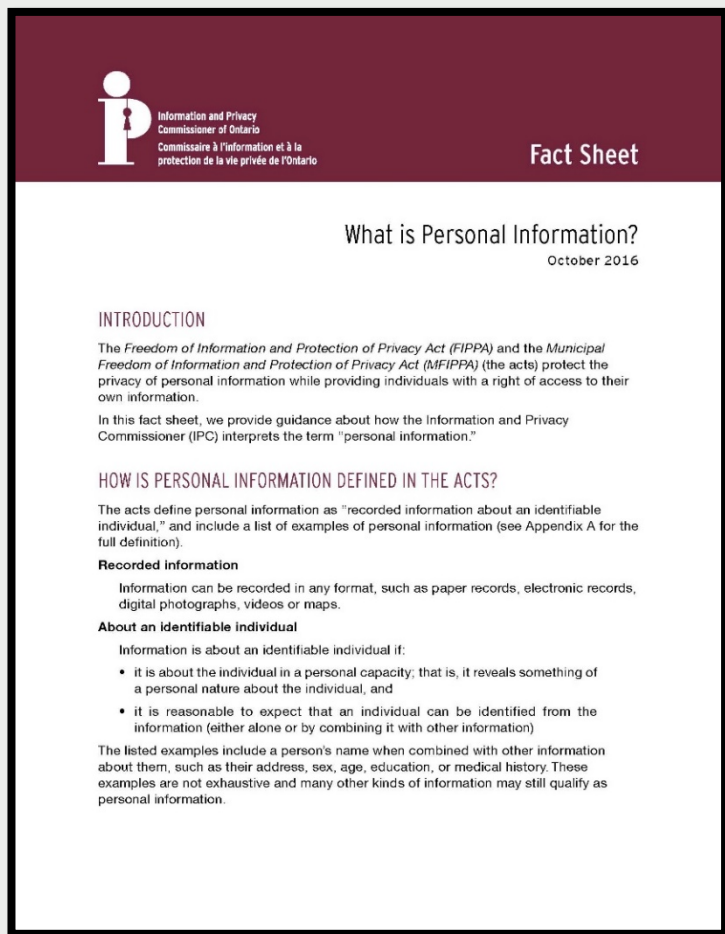 Information and Privacy
Commissioner of Ontario
Commissaire à l'information et à la
protection de la vie privée de l'Ontario
Fact Sheet
What is Personal Information?
October 2016
INTRODUCTION
The Freedom of Information and Protection of Privacy Act (FIPPA) and the Municipal
Freedom of Information and Protection of Privacy Act (MFIPPA) (the acts) protect the
privacy of personal information while providing individuals with a right of access to their
own information.
In this fact sheet, we provide guidance about how the Information and Privacy
Commissioner (IPC) interprets the term "personal information."
HOW IS PERSONAL INFORMATION DEFINED IN THE ACTS?
The acts define personal information as "recorded information about an identifiable
individual," and include a list of examples of personal information (see Appendix A for the
full definition).
Recorded information
Information can be recorded in any format, such as paper records, electronic records,
digital photographs, videos or maps.
About an identifiable individual
Information is about an identifiable individual if:
• it is about the individual in a personal capacity; that is, it reveals something of
a personal nature about the individual, and
• it is reasonable to expect that an individual can be identified from the
information (either alone or by combining it with other information)
The listed examples include a person's name when combined with other information
about them, such as their address, sex, age, education, or medical history. These
examples are not exhaustive and many other kinds of information may still qualify as
personal information.